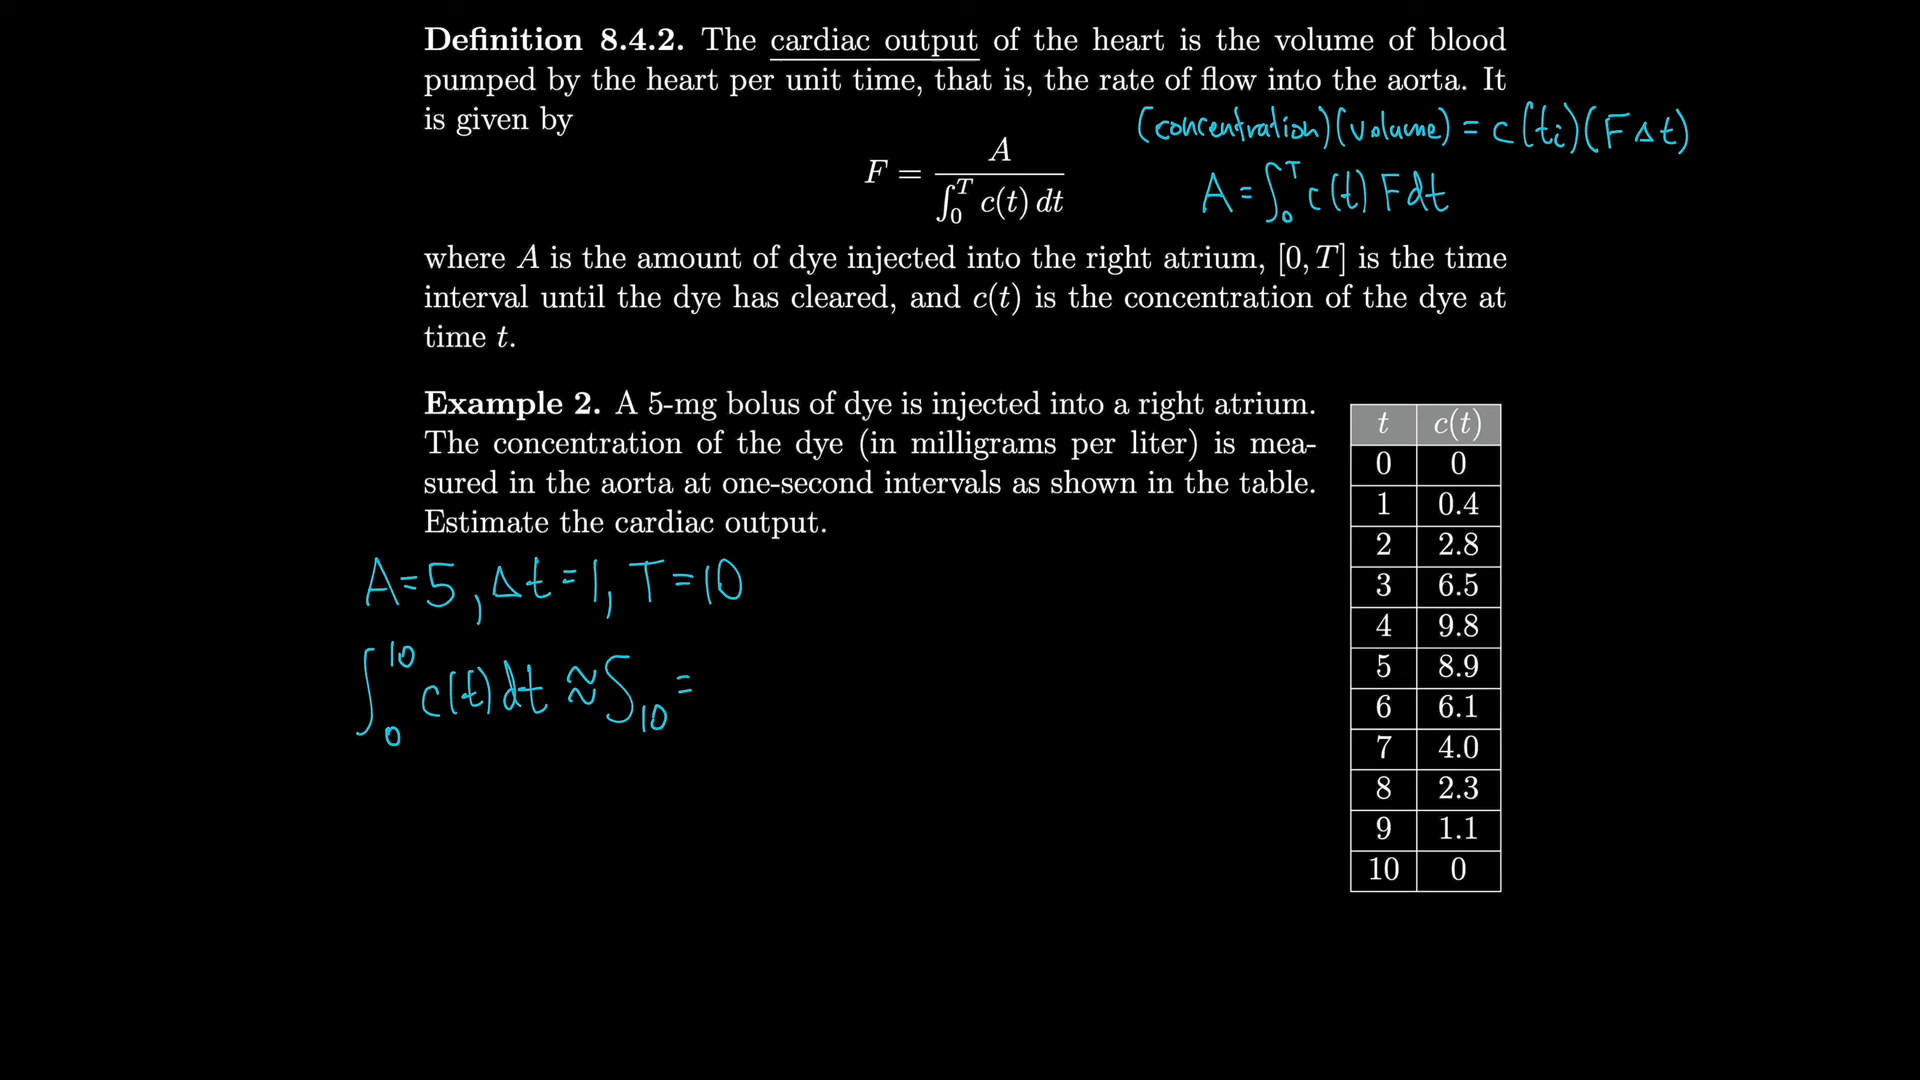 Definition 8.4.2. The cardiac output of the heart is the volume of blood
pumped by the heart per unit time, that is, the rate of flow into the aorta. It
is given by
(concentration)(volume) = c(tᵢ)(FΔt)
F = A / ∫₀ᵀ c(t) dt
A = ∫₀ᵀ c(t) F dt
where A is the amount of dye injected into the right atrium, [0, T] is the time
interval until the dye has cleared, and c(t) is the concentration of the dye at
time t.
Example 2. A 5-mg bolus of dye is injected into a right atrium.
The concentration of the dye (in milligrams per liter) is mea-
sured in the aorta at one-second intervals as shown in the table.
Estimate the cardiac output.
A=5, Δt=1, T=10
∫₀¹⁰ c(t)dt ≈ S₁₀ =
t c(t)
0 0
1 0.4
2 2.8
3 6.5
4 9.8
5 8.9
6 6.1
7 4.0
8 2.3
9 1.1
10 0